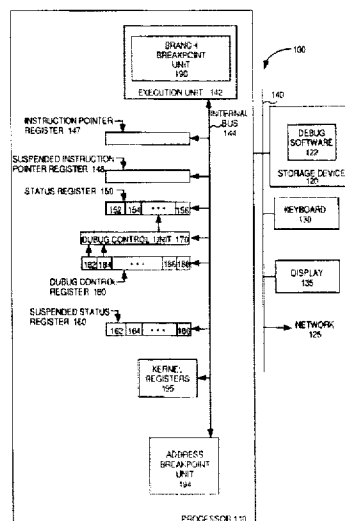 BRANCH
BREAKPOINT
UNIT
190
EXECUTION UNIT 142
100
INTERNAL
BUS
144
140
INSTRUCTION POINTER
REGISTER 147
DEBUG
SOFTWARE
122
STORAGE DEVICE
120
SUSPENDED INSTRUCTION
POINTER REGISTER 148
STATUS REGISTER 150
152 154 • • • 156
KEYBOARD
130
DUBUG CONTROL UNIT 170
182 184 186 188
DISPLAY
135
DUBUG CONTROL
REGISTER 180
SUSPENDED STATUS
REGISTER 160
162 164 • • • 166
NETWORK
125
KERNEL
REGISTERS
195
ADDRESS
BREAKPOINT
UNIT
194
PROCESSOR 110